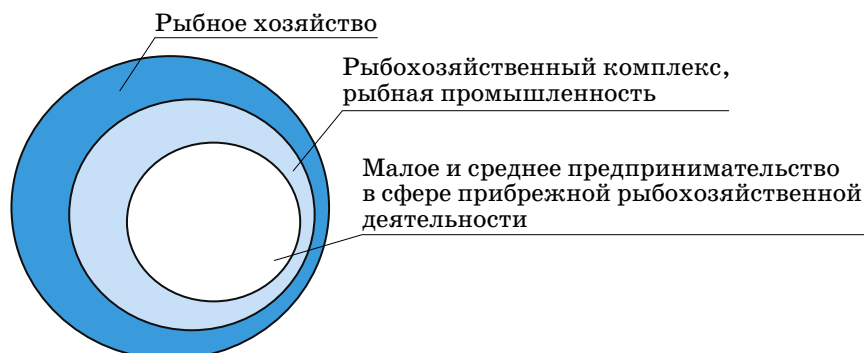 Рыбное хозяйство
Рыбохозяйственный комплекс,
рыбная промышленность
Малое и среднее предпринимательство
в сфере прибрежной рыбохозяйственной
деятельности